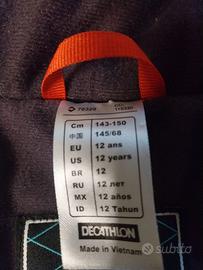 Cm 143-150
中国 145/68
EU 12 ans
US 12 years
BR 12
RU 12 лет
MX 12 años
ID 12 Tahun
DECATHLON
Made in Vietnam
subito